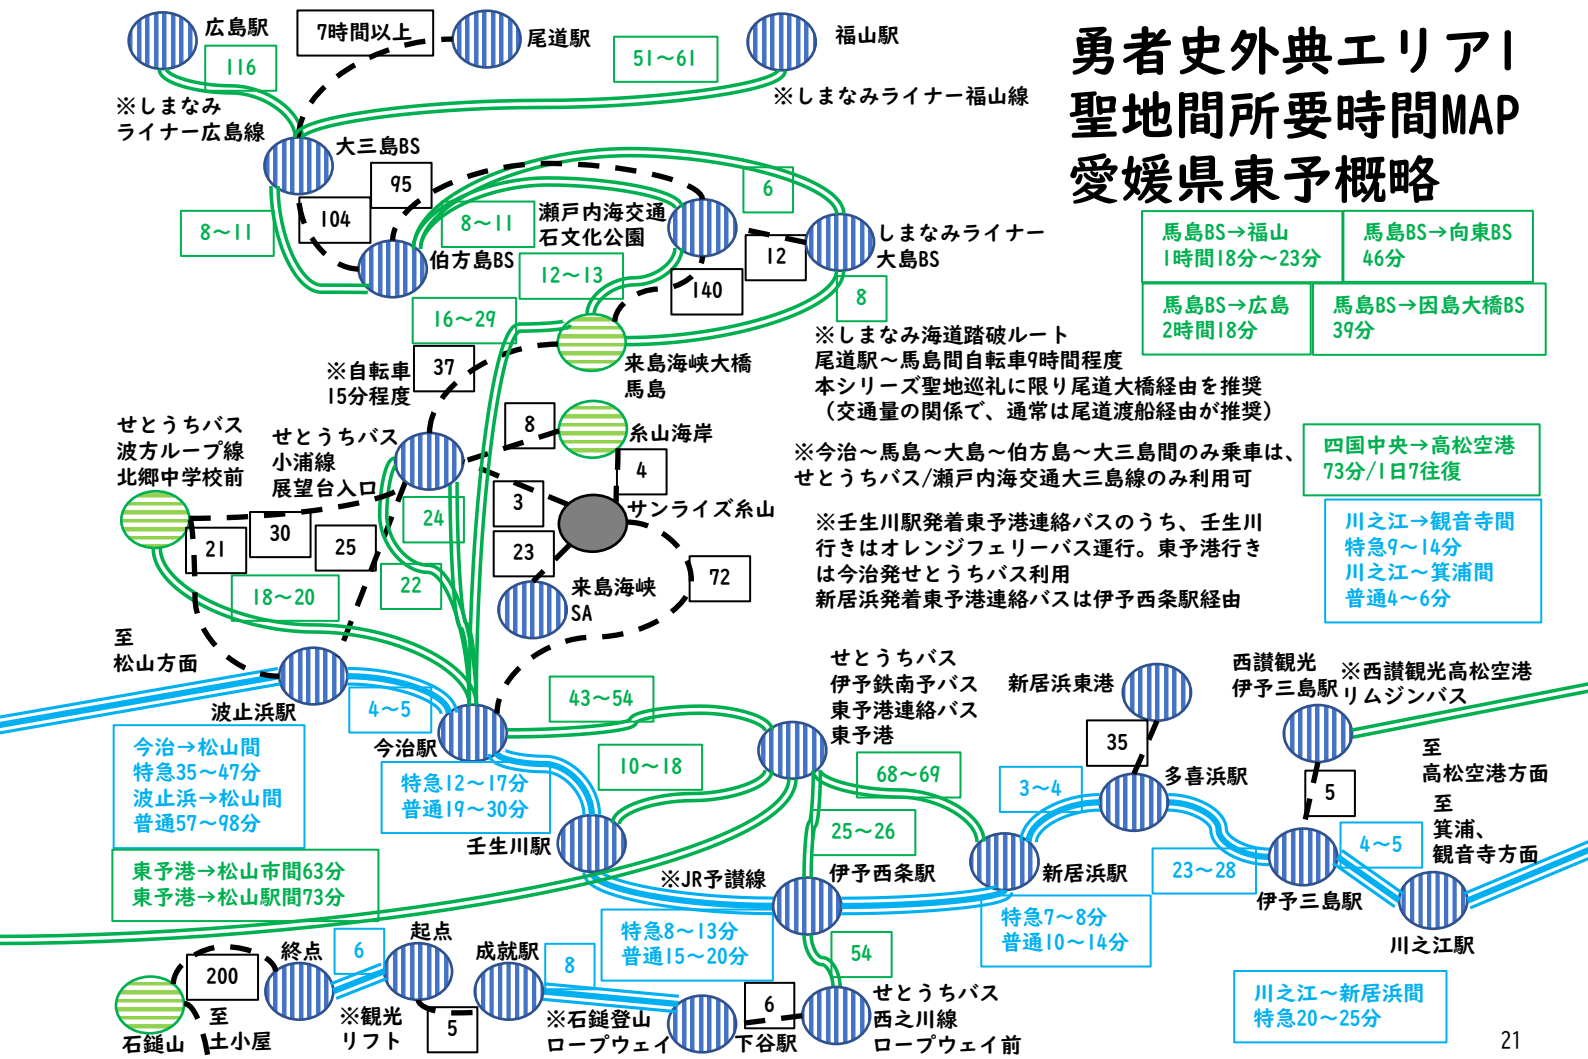 勇者史外典エリア1
聖地間所要時間MAP
愛媛県東予概略
広島駅
7時間以上
尾道駅
福山駅
116
51～61
※しまなみ
ライナー広島線
※しまなみライナー福山線
大三島BS
95
104
8～11
8～11
瀬戸内海交通
石文化公園
6
しまなみライナー
大島BS
12
伯方島BS
12～13
140
8
16～29
馬島BS→福山
1時間18分～23分
馬島BS→向東BS
46分
馬島BS→広島
2時間18分
馬島BS→因島大橋BS
39分
※しまなみ海道踏破ルート
尾道駅～馬島間自転車9時間程度
本シリーズ聖地巡礼に限り尾道大橋経由を推奨
（交通量の関係で、通常は尾道渡船経由が推奨）
来島海峡大橋
馬島
※自転車
15分程度
37
せとうちバス
波方ループ線
北郷中学校前
せとうちバス
小浦線
展望台入口
8
糸山海岸
4
※今治～馬島～大島～伯方島～大三島間のみ乗車は、
せとうちバス/瀬戸内海交通大三島線のみ利用可
四国中央→高松空港
73分/1日7往復
3
サンライズ糸山
24
21
30
25
23
72
22
18～20
来島海峡
SA
※壬生川駅発着東予港連絡バスのうち、壬生川
行きはオレンジフェリーバス運行。東予港行き
は今治発せとうちバス利用
新居浜発着東予港連絡バスは伊予西条駅経由
川之江→観音寺間
特急9～14分
川之江～箕浦間
普通4～6分
至
松山方面
波止浜駅
4～5
今治駅
43～54
せとうちバス
伊予鉄南予バス
東予港連絡バス
東予港
新居浜東港
西讃観光
伊予三島駅
※西讃観光高松空港
リムジンバス
今治→松山間
特急35～47分
波止浜→松山間
普通57～98分
特急12～17分
普通19～30分
10～18
68～69
35
多喜浜駅
3～4
5
至
高松空港方面
至
箕浦、
観音寺方面
4～5
25～26
壬生川駅
東予港→松山市間63分
東予港→松山駅間73分
※JR予讃線
伊予西条駅
新居浜駅
23～28
伊予三島駅
川之江駅
特急8～13分
普通15～20分
特急7～8分
普通10～14分
54
終点
6
起点
成就駅
8
200
石鎚山
至
土小屋
※観光
リフト
5
※石鎚登山
ロープウェイ
6
下谷駅
せとうちバス
西之川線
ロープウェイ前
川之江～新居浜間
特急20～25分
21